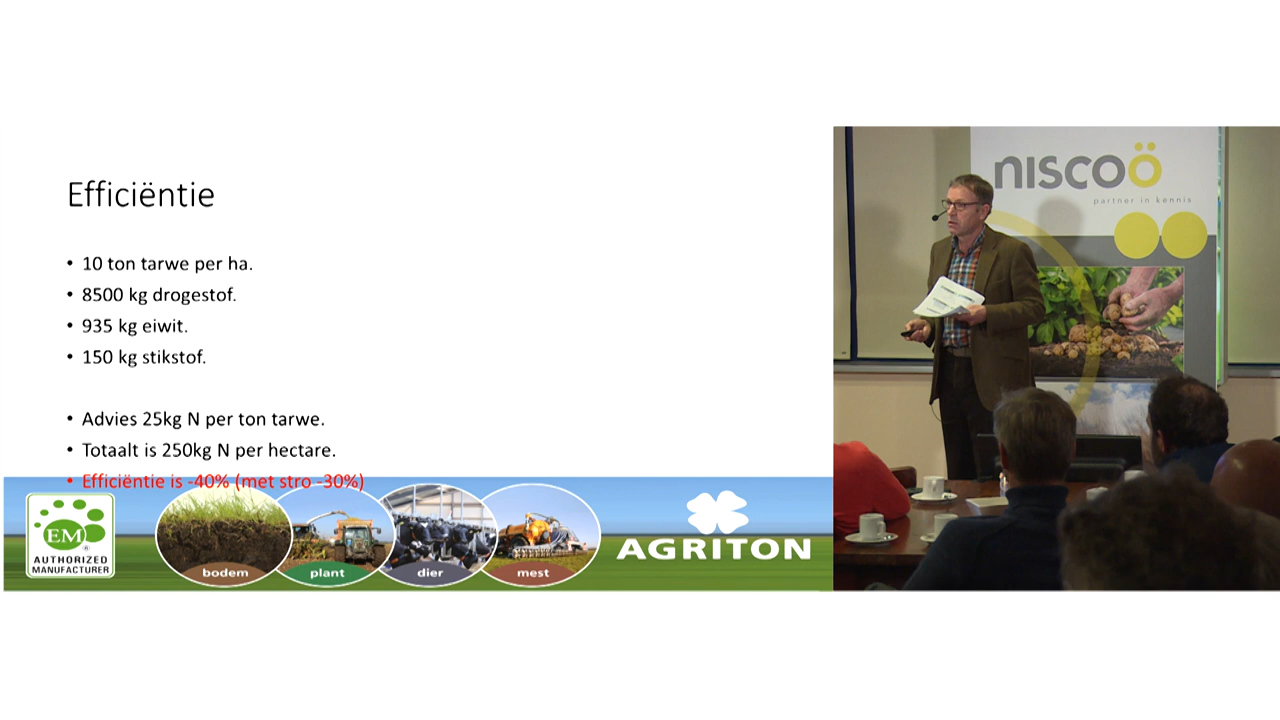 Efficiëntie
• 10 ton tarwe per ha.
• 8500 kg drogestof.
• 935 kg eiwit.
• 150 kg stikstof.
• Advies 25kg N per ton tarwe.
• Totaalt is 250kg N per hectare.
• Efficiëntie is -40% (met stro -30%)
EM®
AUTHORIZED
MANUFACTURER
bodem
plant
dier
mest
AGRITON
niscoö
partner in kennis